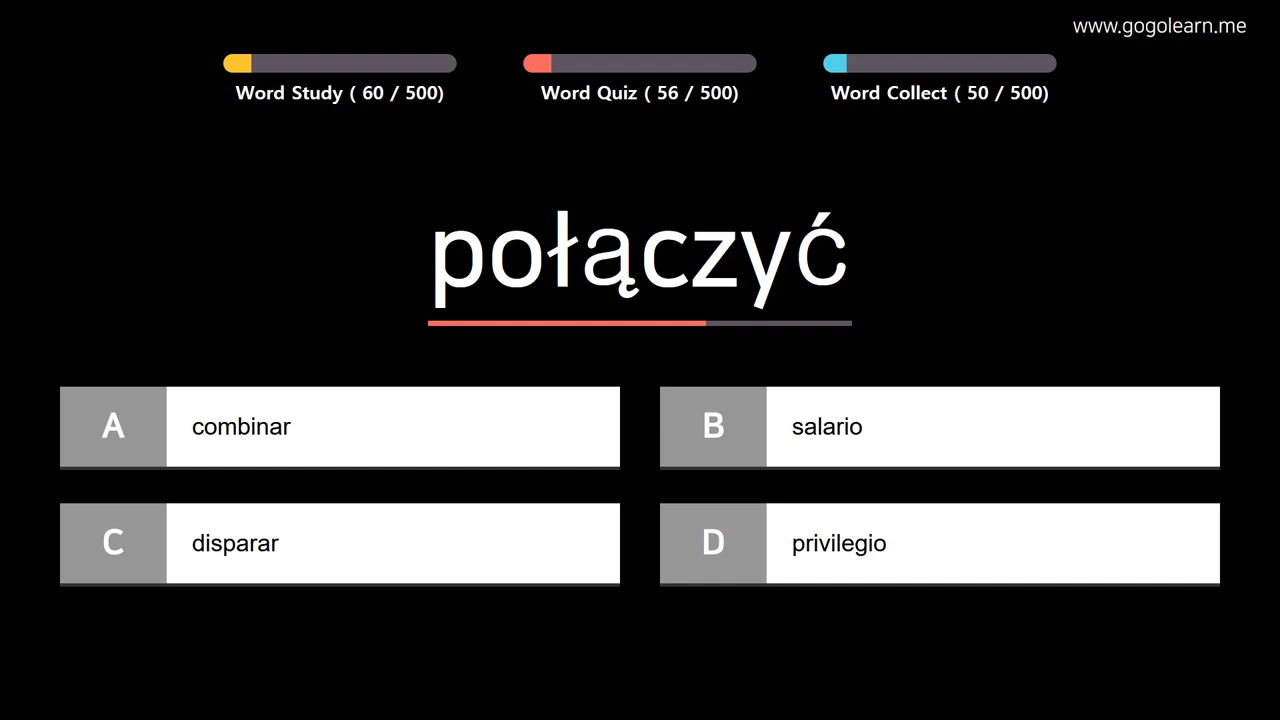 www.gogolearn.me
Word Study ( 60 / 500)
Word Quiz ( 56 / 500)
Word Collect ( 50 / 500)
połączyć
A combinar
B salario
C disparar
D privilegio